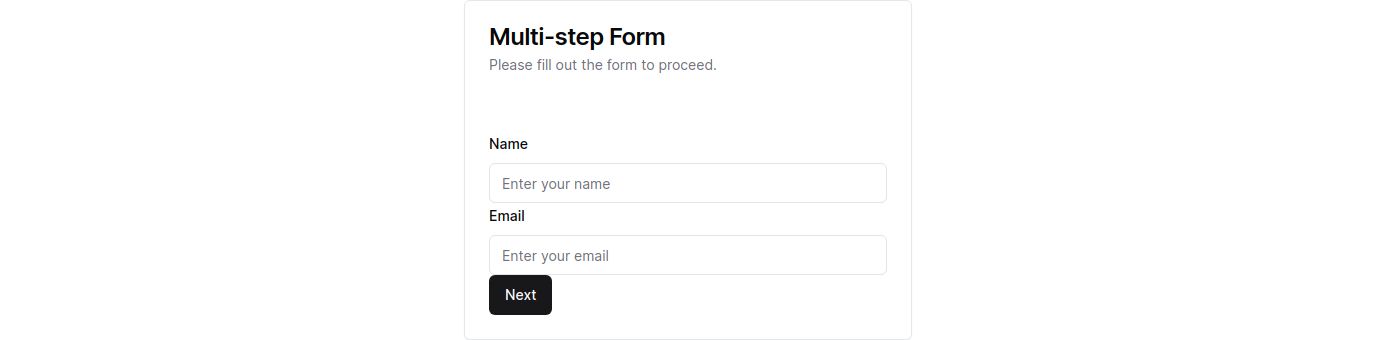 Multi-step Form
Please fill out the form to proceed.
Name
Enter your name
Email
Enter your email
Next